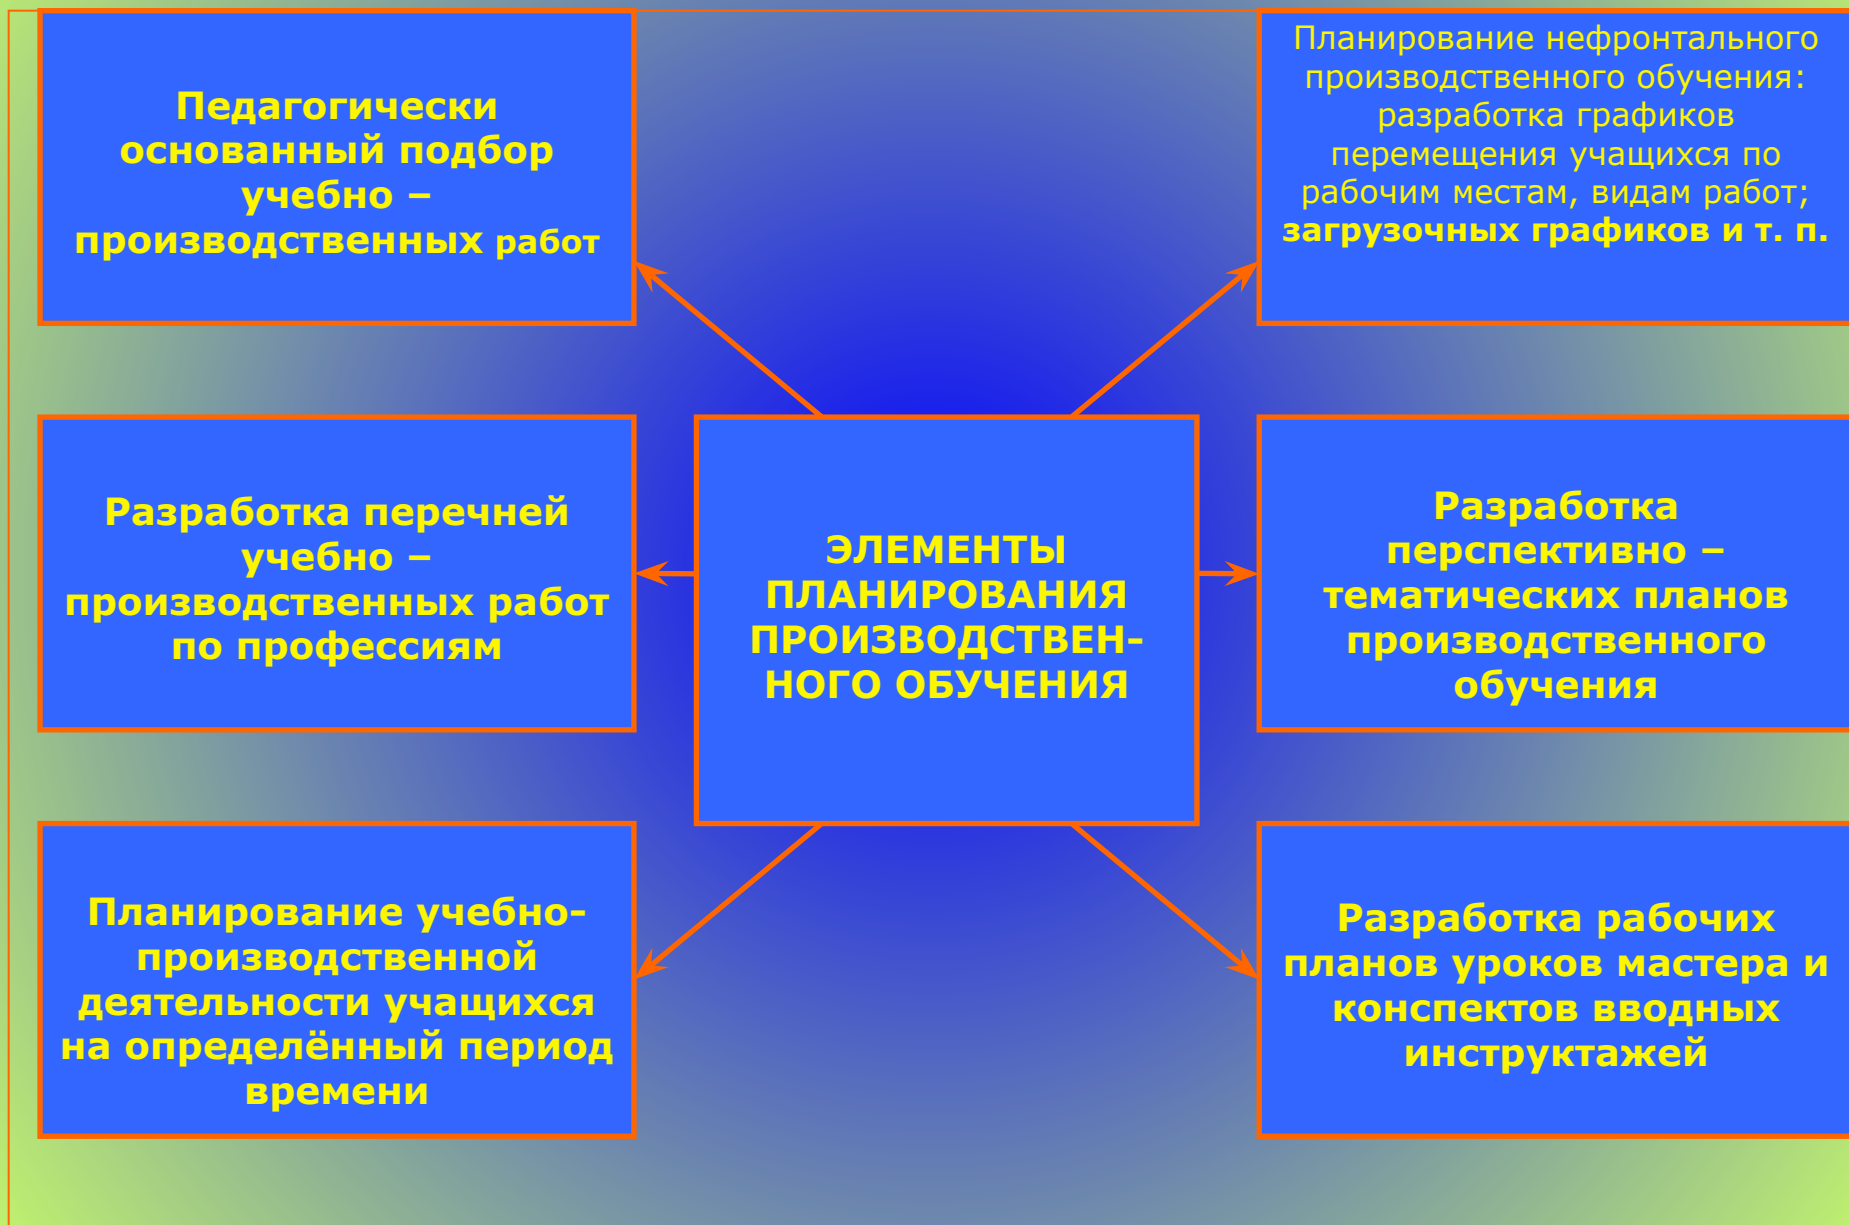 Педагогически
основанный подбор
учебно –
производственных работ
Планирование нефронтального
производственного обучения:
разработка графиков
перемещения учащихся по
рабочим местам, видам работ;
загрузочных графиков и т. п.
Разработка перечней
учебно –
производственных работ
по профессиям
ЭЛЕМЕНТЫ
ПЛАНИРОВАНИЯ
ПРОИЗВОДСТВЕН-
НОГО ОБУЧЕНИЯ
Разработка
перспективно –
тематических планов
производственного
обучения
Планирование учебно-
производственной
деятельности учащихся
на определённый период
времени
Разработка рабочих
планов уроков мастера и
конспектов вводных
инструктажей